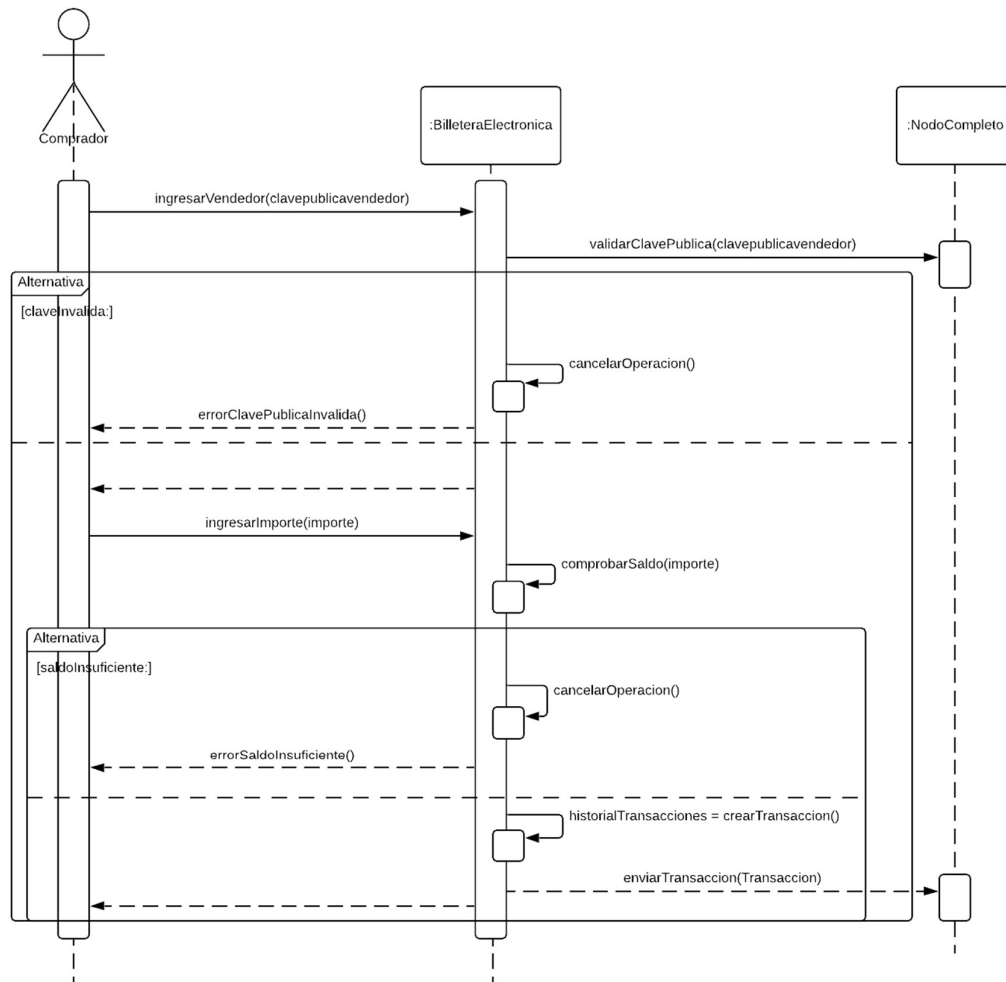 Comprador
:BilleteraElectronica
:NodoCompleto
ingresarVendedor(clavepublicavendedor)
validarClavePublica(clavepublicavendedor)
Alternativa
[claveInvalida:]
cancelarOperacion()
errorClavePublicaInvalida()
ingresarImporte(importe)
comprobarSaldo(importe)
Alternativa
[saldoInsuficiente:]
cancelarOperacion()
errorSaldoInsuficiente()
historialTransacciones = crearTransaccion()
enviarTransaccion(Transaccion)